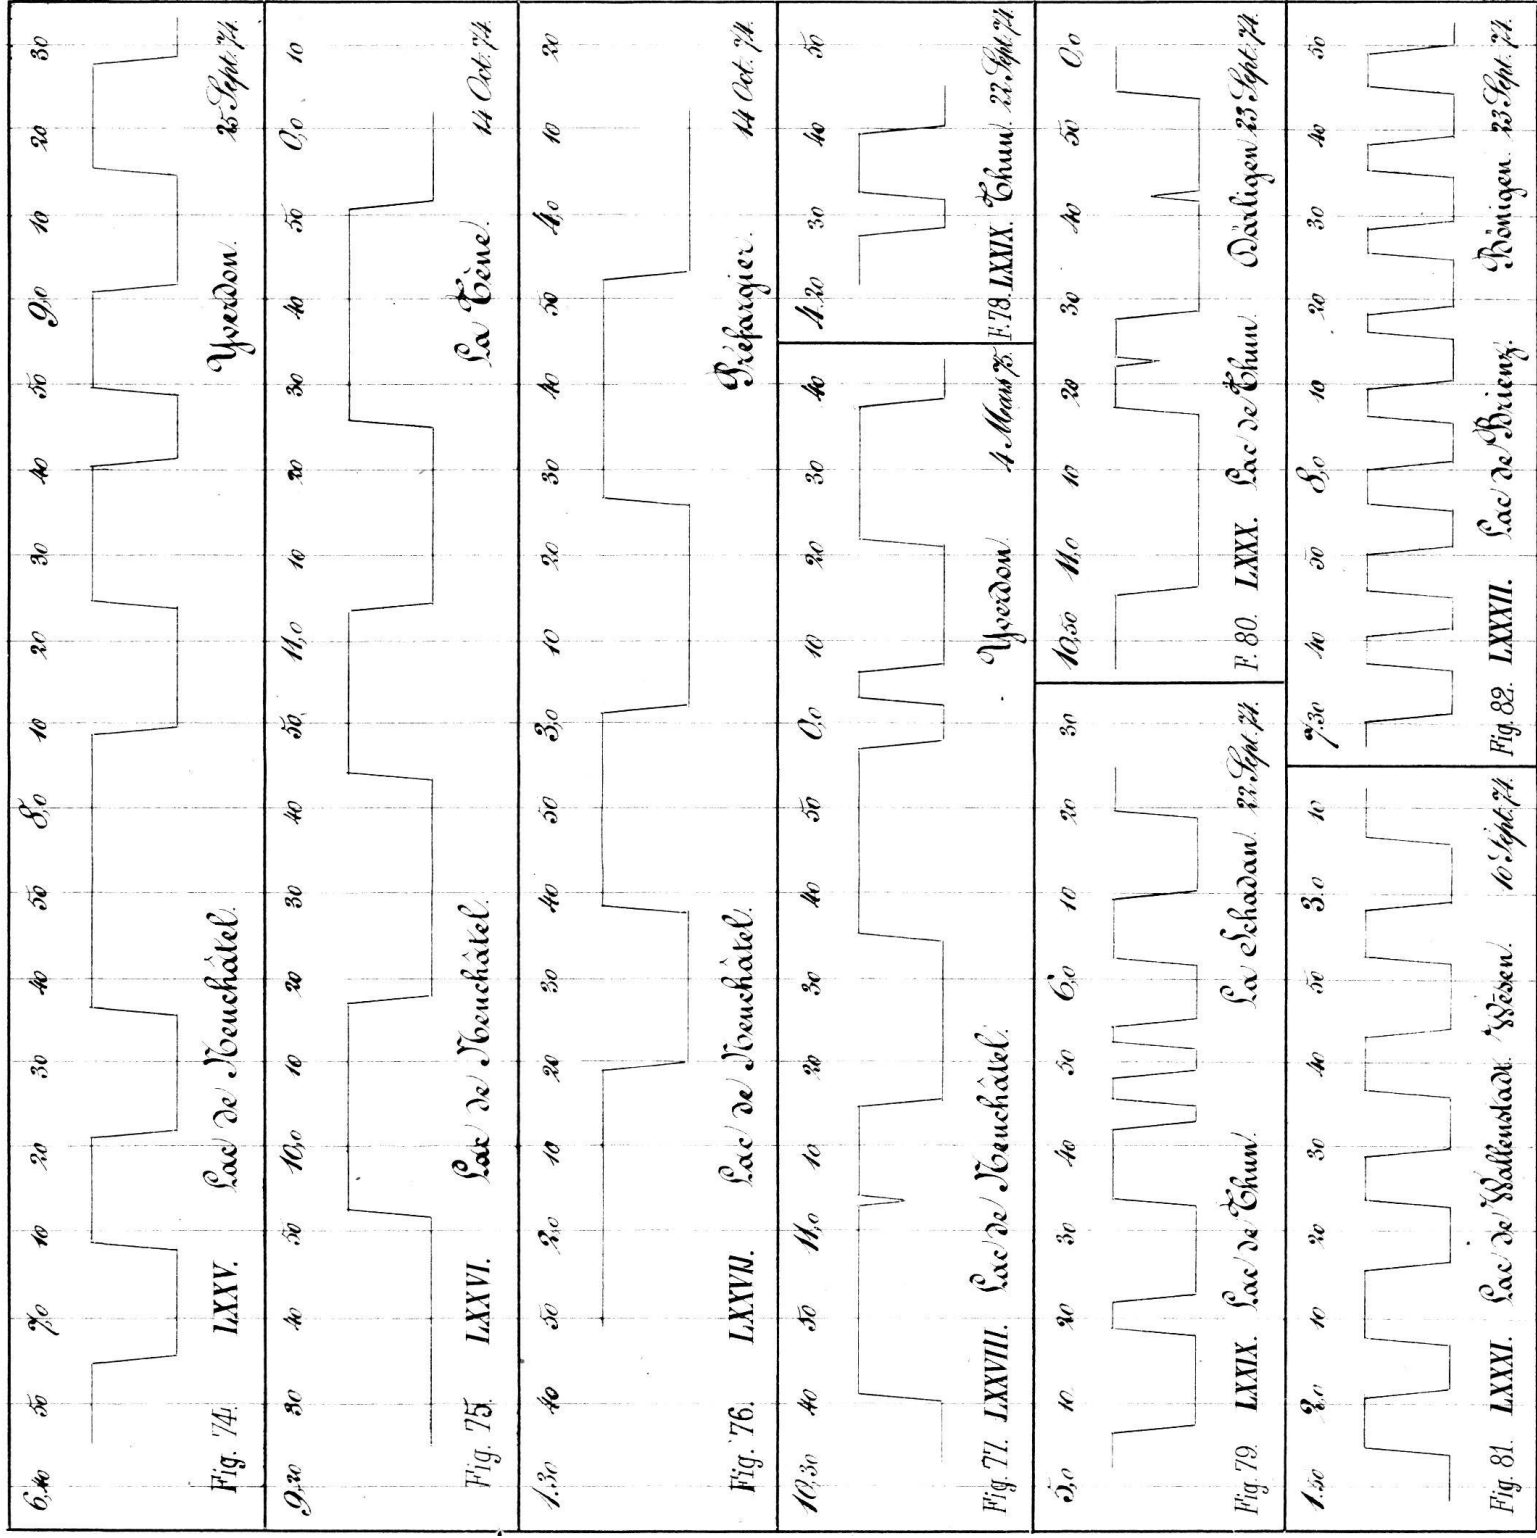 6,40 50 7,0 10 20 30 40 50 8,0 10 20 30 40 50 9,0 10 20 30
Fig. 74. LXXV. Lac de Neuchâtel. Yverdon. 25 Sept. 74.
9,20 30 40 50 10,0 10 20 30 40 50 11,0 10 20 30 40 50 0,0 10
Fig. 75. LXXVI. Lac de Neuchâtel. La Tène. 14 Oct. 74.
1.30 40 50 2,0 10 20 30 40 50 3,0 10 20 30 40 50 4,0 10 20
Fig. 76. LXXVII. Lac de Neuchâtel. Préfargier. 14 Oct. 74.
10,30 40 50 11,0 10 20 30 40 50 0,0 10 20 30 40
Fig. 77. LXXVIII. Lac de Neuchâtel. Yverdon. 4 Mars 75.
4.20 30 40 50
F. 78. LXXIX. Thun. 22 Sept. 74.
5,0 10 20 30 40 50 6,0 10 20 30
Fig. 79. LXXIX. Lac de Thun. La Schadau. 22 Sept. 74.
10,50 11,0 10 20 30 40 50 0,0
F. 80. LXXX. Lac de Thun. Därligen 23 Sept. 74.
1.50 2,0 10 20 30 40 50 3.0 10
Fig. 81. LXXXI. Lac de Wallenstadt. Wesen. 10 Sept. 74.
7.30 40 50 8,0 10 20 30 40 50
Fig. 82. LXXXII. Lac de Brienz. Bönigen. 23 Sept. 74.